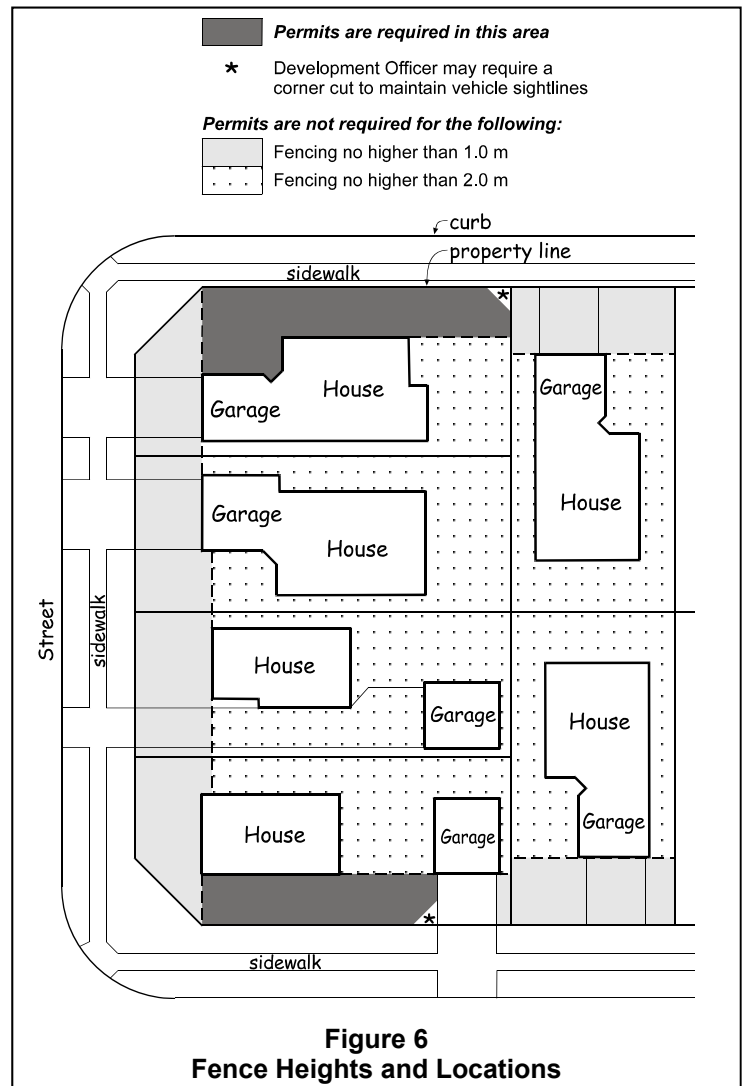 Permits are required in this area
* Development Officer may require a
corner cut to maintain vehicle sightlines
Permits are not required for the following:
Fencing no higher than 1.0 m
Fencing no higher than 2.0 m
curb
property line
sidewalk
*
Garage
House
Garage
House
Garage
House
House
Street
sidewalk
House
Garage
House
Garage
House
Garage
*
sidewalk
Figure 6
Fence Heights and Locations